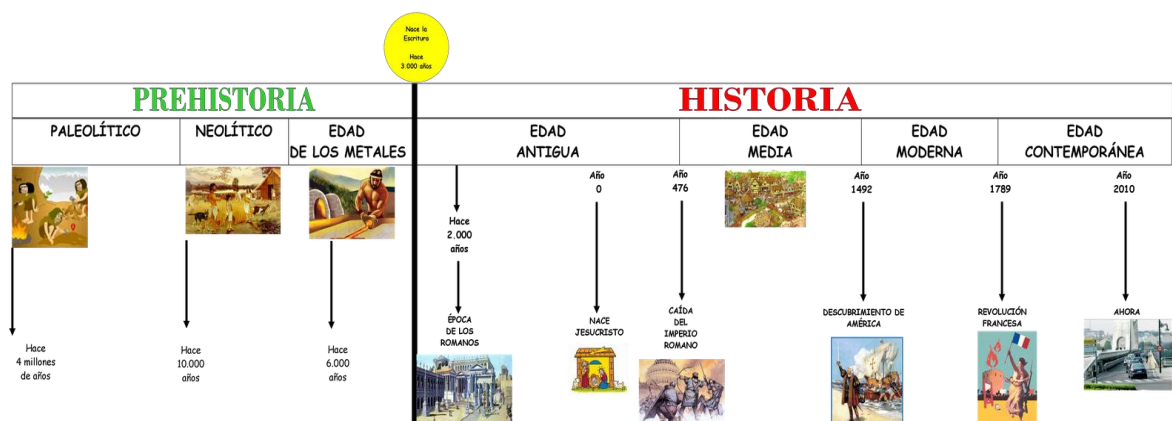 Nace la
Escritura
Hace
3.000 años
PREHISTORIA
HISTORIA
PALEOLÍTICO
NEOLÍTICO
EDAD
DE LOS METALES
EDAD
ANTIGUA
EDAD
MEDIA
EDAD
MODERNA
EDAD
CONTEMPORÁNEA
Año
0
Año
476
Año
1492
Año
1789
Año
2010
Hace
2.000
años
Hace
4 millones
de años
Hace
10.000
años
Hace
6.000
años
ÉPOCA
DE LOS
ROMANOS
NACE
JESUCRISTO
CAÍDA
DEL
IMPERIO
ROMANO
DESCUBRIMIENTO DE
AMÉRICA
REVOLUCIÓN
FRANCESA
AHORA